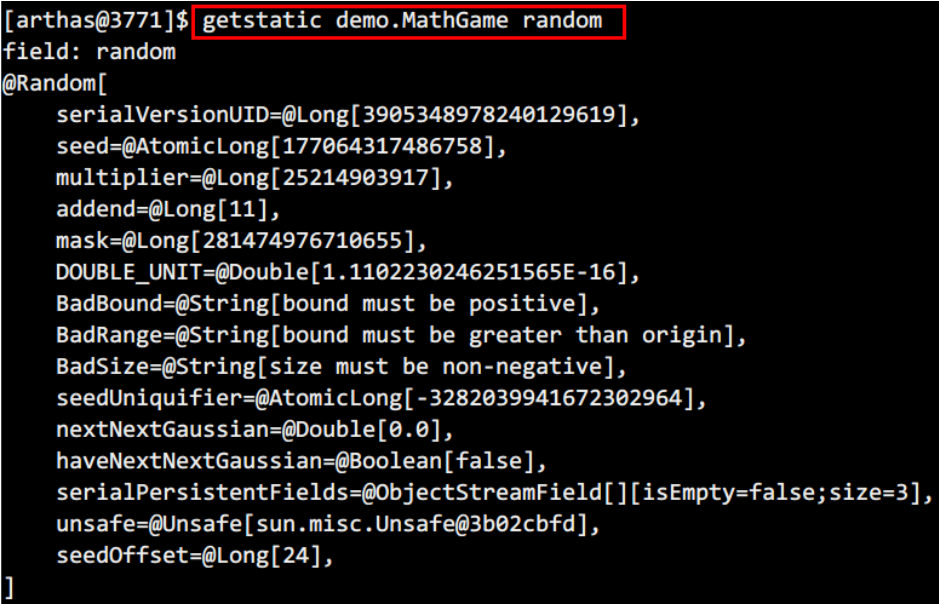 [arthas@3771]$ getstatic demo.MathGame random
field: random
@Random[
    serialVersionUID=@Long[3905348978240129619],
    seed=@AtomicLong[177064317486758],
    multiplier=@Long[25214903917],
    addend=@Long[11],
    mask=@Long[281474976710655],
    DOUBLE_UNIT=@Double[1.1102230246251565E-16],
    BadBound=@String[bound must be positive],
    BadRange=@String[bound must be greater than origin],
    BadSize=@String[size must be non-negative],
    seedUniquifier=@AtomicLong[-3282039941672302964],
    nextNextGaussian=@Double[0.0],
    haveNextNextGaussian=@Boolean[false],
    serialPersistentFields=@ObjectStreamField[][isEmpty=false;size=3],
    unsafe=@Unsafe[sun.misc.Unsafe@3b02cbfd],
    seedOffset=@Long[24],
]